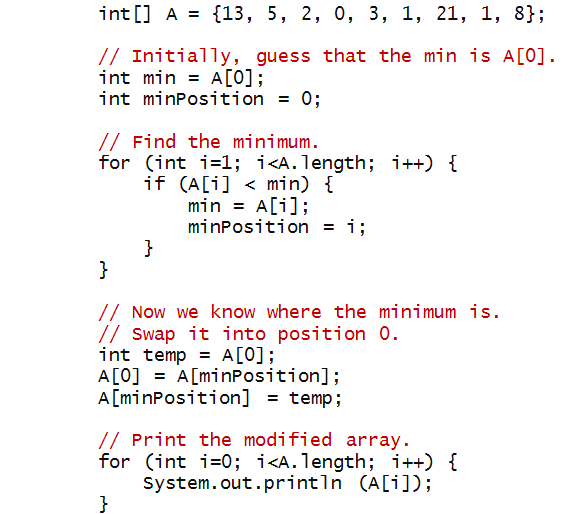 int[] A = {13, 5, 2, 0, 3, 1, 21, 1, 8};
// Initially, guess that the min is A[0].
int min = A[0];
int minPosition = 0;
// Find the minimum.
for (int i=1; i<A.length; i++) {
if (A[i] < min) {
min = A[i];
minPosition = i;
}
}
// Now we know where the minimum is.
// Swap it into position 0.
int temp = A[0];
A[0] = A[minPosition];
A[minPosition] = temp;
// Print the modified array.
for (int i=0; i<A.length; i++) {
System.out.println (A[i]);
}